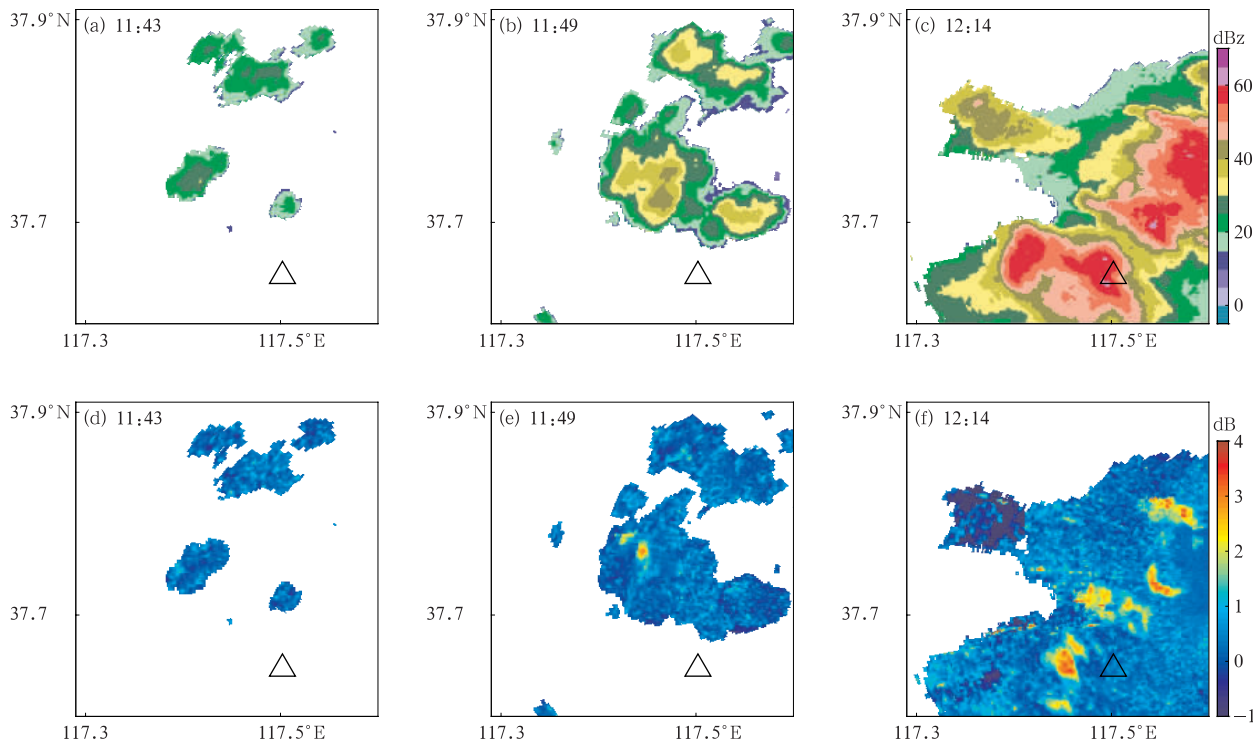 37.9°N (a) 11:43
37.7
117.3 117.5°E
37.9°N (b) 11:49
37.7
117.3 117.5°E
37.9°N (c) 12:14
37.7
117.3 117.5°E
dBz
60
40
20
0
37.9°N (d) 11:43
37.7
117.3 117.5°E
37.9°N (e) 11:49
37.7
117.3 117.5°E
37.9°N (f) 12:14
37.7
117.3 117.5°E
dB
4
3
2
1
0
−1